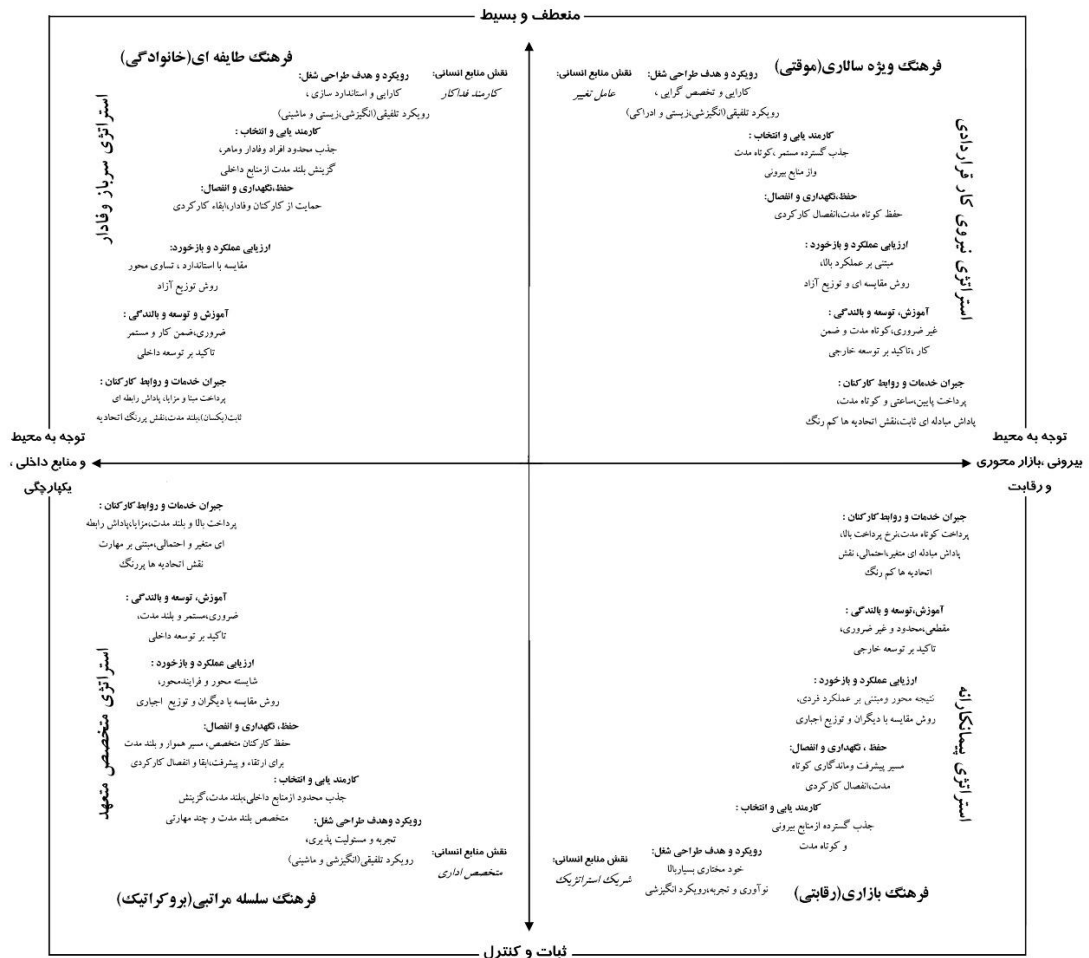 منعطف و بسیط
فرهنگ ویژه سالاری(موقتی)
رویکرد و هدف طراحی شغل:
کارایی و تخصص گرایی ،
رویکرد تلفیقی(انگیزشی،زیستی و ادراکی)
نقش منابع انسانی:
عامل تغییر
کارمند یابی و انتخاب :
جذب گسترده مستمر ،کوتاه مدت
واز منابع بیرونی
حفظ،نگهداری و انفصال:
حفظ کوتاه مدت،انفصال کارکردی
ارزیابی عملکرد و بازخورد :
مبتنی بر عملکرد بالا،
روش مقایسه ای و توزیع آزاد
آموزش، توسعه و بالندگی :
غیر ضروری،کوتاه مدت و ضمن
کار ،تاکید بر توسعه خارجی
جبران خدمات و روابط کارکنان :
پرداخت پایین،ساعتی و کوتاه مدت،
پاداش مبادله ای ثابت،نقش اتحادیه ها کم رنگ
استراتژی نیروی کار قراردادی
فرهنگ طایفه ای(خانوادگی)
نقش منابع انسانی:
کارمند فداکار
رویکرد و هدف طراحی شغل:
کارایی و استاندارد سازی ،
رویکرد تلفیقی(انگیزشی،زیستی و ماشینی)
کارمند یابی و انتخاب :
جذب محدود افراد وفادار وماهر،
گزینش بلند مدت ازمنابع داخلی
حفظ،نگهداری و انفصال:
حمایت از کارکنان وفادار،ابقاء کارکردی
ارزیابی عملکرد و بازخورد:
مقایسه با استاندارد ، تساوی محور
روش توزیع آزاد
آموزش و توسعه و بالندگی :
ضروری،ضمن کار و مستمر
تاکید بر توسعه داخلی
جبران خدمات و روابط کارکنان :
پرداخت مبنا و مزایا، پاداش رابطه ای
ثابت(یکسان)،بلند مدت،نقش پررنگ اتحادیه
استراتژی سرباز وفادار
توجه به محیط
بیرونی ،بازار محوری
و رقابت
توجه به محیط
و منابع داخلی ،
یکپارچگی
جبران خدمات و روابط کارکنان :
پرداخت کوتاه مدت،نرخ پرداخت بالا،
پاداش مبادله ای متغیر،احتمالی، نقش
اتحادیه ها کم رنگ
آموزش،توسعه و بالندگی :
مقطعی،محدود و غیر ضروری،
تاکید بر توسعه خارجی
ارزیابی عملکرد و بازخورد :
نتیجه محور ومبتنی بر عملکرد فردی،
روش مقایسه با دیگران و توزیع اجباری
حفظ ، نگهداری و انفصال:
مسیر پیشرفت وماندگاری کوتاه
مدت،انفصال کارکردی
کارمند یابی و انتخاب :
جذب گسترده ازمنابع بیرونی
و کوتاه مدت
رویکرد و هدف طراحی شغل:
خود مختاری بسیاربالا
نوآوری و تجربه،رویکرد انگیزشی
نقش منابع انسانی:
شریک استراتژیک
فرهنگ بازاری(رقابتی)
استراتژی پیمانکارانه
جبران خدمات و روابط کارکنان :
پرداخت بالا و بلند مدت،مزایا،پاداش رابطه
ای متغیر و احتمالی،مبتنی بر مهارت
نقش اتحادیه ها پررنگ
آموزش، توسعه و بالندگی :
ضروری،مستمر و بلند مدت،
تاکید بر توسعه داخلی
ارزیابی عملکرد و بازخورد :
شایسته محور و فرایندمحور،
روش مقایسه با دیگران و توزیع اجباری
حفظ، نگهداری و انفصال:
حفظ کارکنان متخصص، مسیر هموار و بلند مدت
برای ارتقاء و پیشرفت،ابقا و انفصال کارکردی
کارمند یابی و انتخاب :
جذب محدود ازمنابع داخلی،بلند مدت،گزینش
متخصص بلند مدت و چند مهارتی
رویکرد وهدف طراحی شغل:
تجربه و مسئولیت پذیری،
رویکرد تلفیقی(انگیزشی و ماشینی)
نقش منابع انسانی:
متخصص اداری
فرهنگ سلسله مراتبی(بروکراتیک)
استراتژی متخصص متعهد
ثبات و کنترل